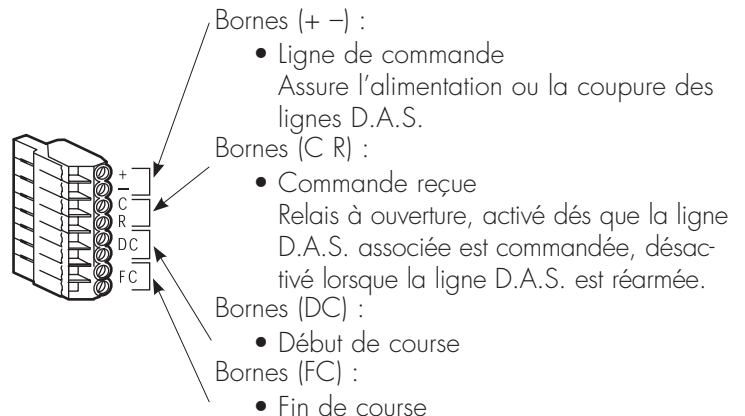 Bornes (+ –) :
• Ligne de commande
Assure l'alimentation ou la coupure des
lignes D.A.S.
Bornes (C R) :
• Commande reçue
Relais à ouverture, activé dés que la ligne
D.A.S. associée est commandée, désac-
tivé lorsque la ligne D.A.S. est réarmée.
Bornes (DC) :
• Début de course
Bornes (FC) :
• Fin de course
+
–
C
R
DC
FC